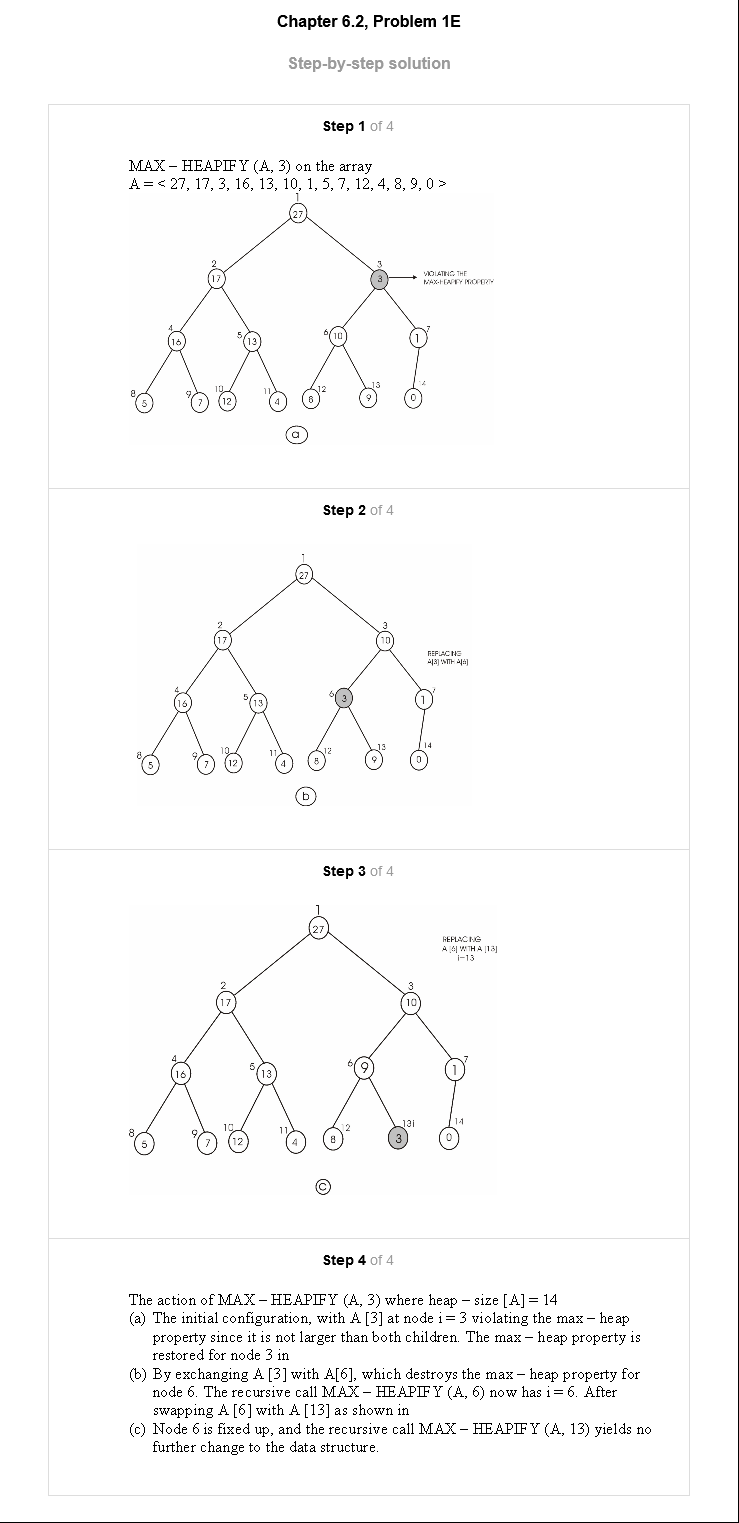 Chapter 6.2, Problem 1E
Step-by-step solution
Step 1 of 4
MAX – HEAPIFY (A, 3) on the array
A = < 27, 17, 3, 16, 13, 10, 1, 5, 7, 12, 4, 8, 9, 0 >
1
27
2 3
17 3 VIOLATING THE
MAX-HEAPIFY PROPERTY
4 5 6 7
16 13 10 1
8 9 10 11 12 13 14
5 7 12 4 8 9 0
a
Step 2 of 4
1
27
2 3
17 10
REPLACING
A[3] WITH A[6]
4 5 6 7
16 13 3 1
8 9 10 11 12 13 14
5 7 12 4 8 9 0
b
Step 3 of 4
1
27
REPLACING
A [6] WITH A [13]
i=13
2 3
17 10
4 5 6 7
16 13 9 1
8 9 10 11 12 13i 14
5 7 12 4 8 3 0
c
Step 4 of 4
The action of MAX – HEAPIFY (A, 3) where heap – size [A] = 14
(a) The initial configuration, with A [3] at node i = 3 violating the max – heap
property since it is not larger than both children. The max – heap property is
restored for node 3 in
(b) By exchanging A [3] with A[6], which destroys the max – heap property for
node 6. The recursive call MAX – HEAPIFY (A, 6) now has i = 6. After
swapping A [6] with A [13] as shown in
(c) Node 6 is fixed up, and the recursive call MAX – HEAPIFY (A, 13) yields no
further change to the data structure.